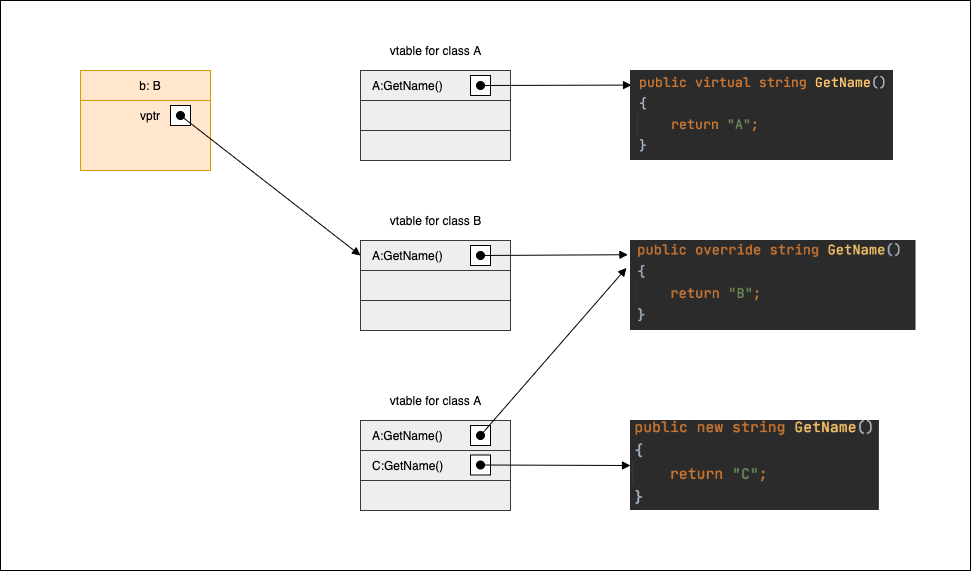 vtable for class A
b: B
vptr
A:GetName()
public virtual string GetName()
{
return "A";
}
vtable for class B
A:GetName()
public override string GetName()
{
return "B";
}
vtable for class A
A:GetName()
C:GetName()
public new string GetName()
{
return "C";
}